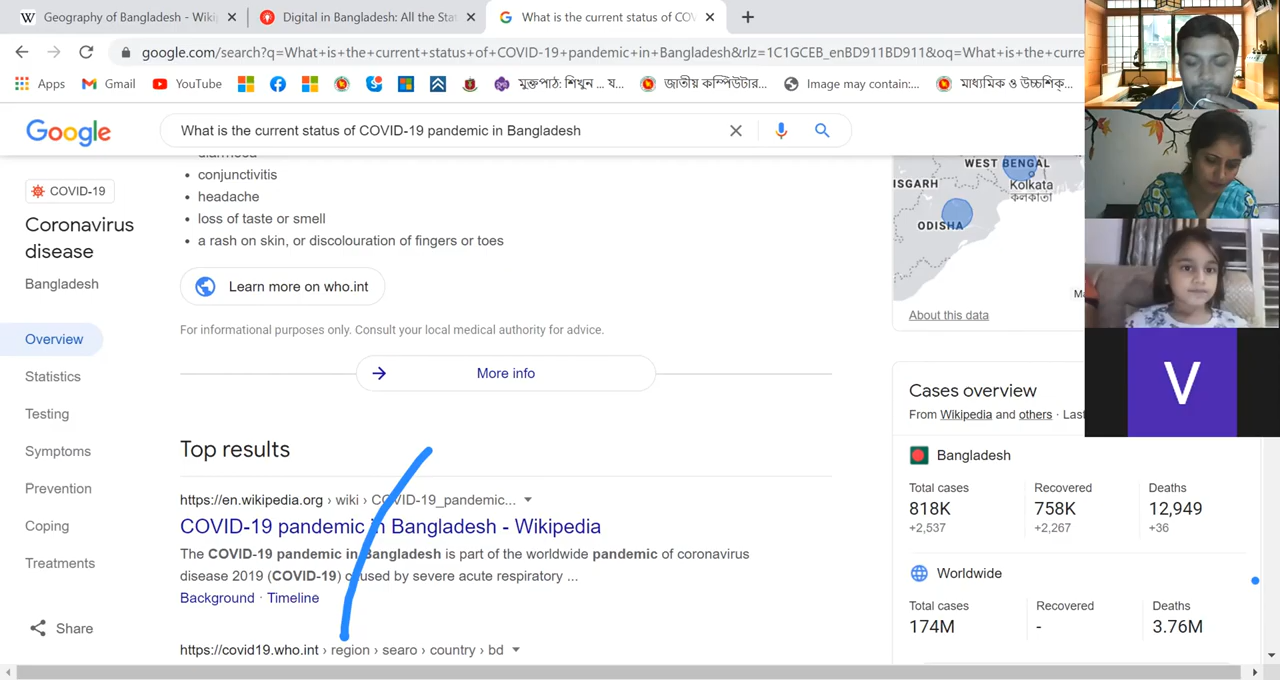 Geography of Bangladesh - Wiki
Digital in Bangladesh: All the Sta
What is the current status of CO
google.com/search?q=What+is+the+current+status+of+COVID-19+pandemic+in+Bangladesh&rlz=1C1GCEB_enBD911BD911&oq=What+is+the+curre
Apps
Gmail
YouTube
মুক্তপাঠ: শিখুন ... য...
জাতীয় কম্পিউটার...
Image may contain:...
মাধ্যমিক ও উচ্চশিক্...
Google
What is the current status of COVID-19 pandemic in Bangladesh
COVID-19
Coronavirus
disease
Bangladesh
Overview
Statistics
Testing
Symptoms
Prevention
Coping
Treatments
Share
diarrhoea
• conjunctivitis
• headache
• loss of taste or smell
• a rash on skin, or discolouration of fingers or toes
Learn more on who.int
For informational purposes only. Consult your local medical authority for advice.
More info
Top results
https://en.wikipedia.org › wiki › COVID-19_pandemic...
COVID-19 pandemic in Bangladesh - Wikipedia
The COVID-19 pandemic in Bangladesh is part of the worldwide pandemic of coronavirus
disease 2019 (COVID-19) caused by severe acute respiratory ...
Background · Timeline
https://covid19.who.int › region › searo › country › bd
ISGARH
WEST BENGAL
Kolkata
কলকাতা
ODISHA
Ma
About this data
Cases overview
From Wikipedia and others · Last
Bangladesh
Total cases
818K
+2,537
Recovered
758K
+2,267
Deaths
12,949
+36
Worldwide
Total cases
174M
Recovered
-
Deaths
3.76M
V